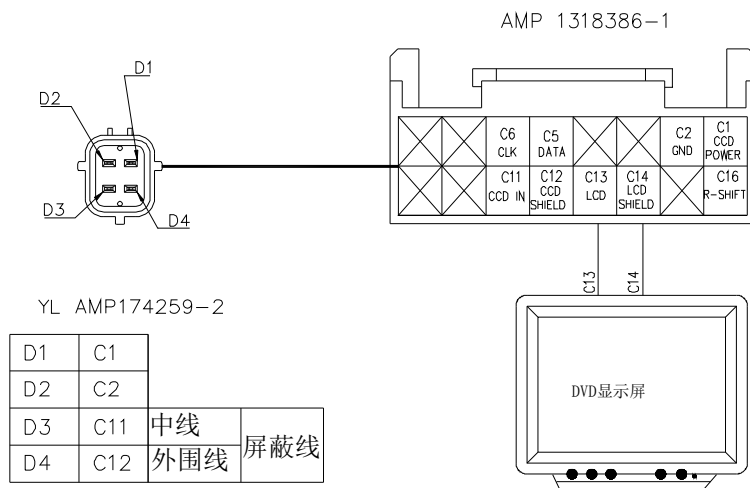 AMP 1318386-1
D1
D2
D3
D4
C6
CLK
C5
DATA
C2
GND
C1
CCD
POWER
C11
CCD IN
C12
CCD
SHIELD
C13
LCD
C14
LCD
SHIELD
C16
R-SHIFT
C13
C14
YL AMP174259-2
D1 C1
D2 C2
D3 C11 中线
D4 C12 外围线
屏蔽线
DVD显示屏